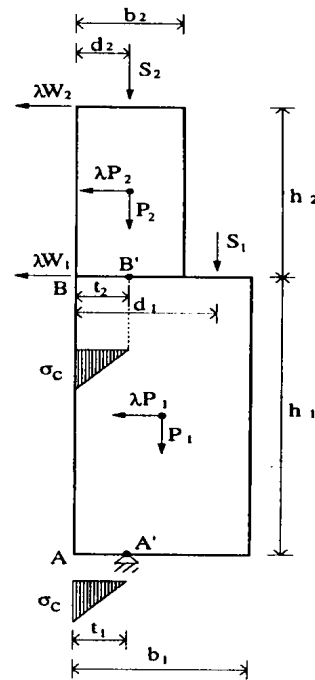 b₂
d₂
S₂
λW₂
λP₂
P₂
h₂
S₁
λW₁
B'
B
t₂
d₁
σc
λP₁
P₁
h₁
A
A'
σc
t₁
b₁